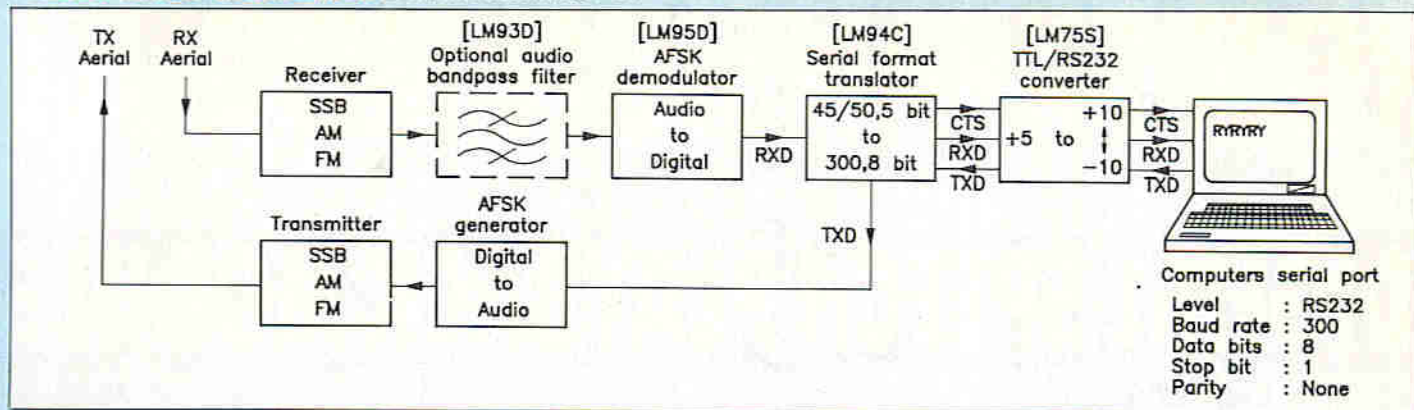 TX
Aerial
RX
Aerial
Receiver
SSB
AM
FM
[LM93D]
Optional audio
bandpass filter
[LM95D]
AFSK
demodulator
Audio
to
Digital
RXD
[LM94C]
Serial format
translator
45/50,5 bit
to
300,8 bit
CTS
RXD
TXD
[LM75S]
TTL/RS232
converter
+10
+5 to
-10
CTS
RXD
TXD
RYRYRY
Transmitter
SSB
AM
FM
AFSK
generator
Digital
to
Audio
TXD
Computers serial port
Level : RS232
Baud rate : 300
Data bits : 8
Stop bit : 1
Parity : None